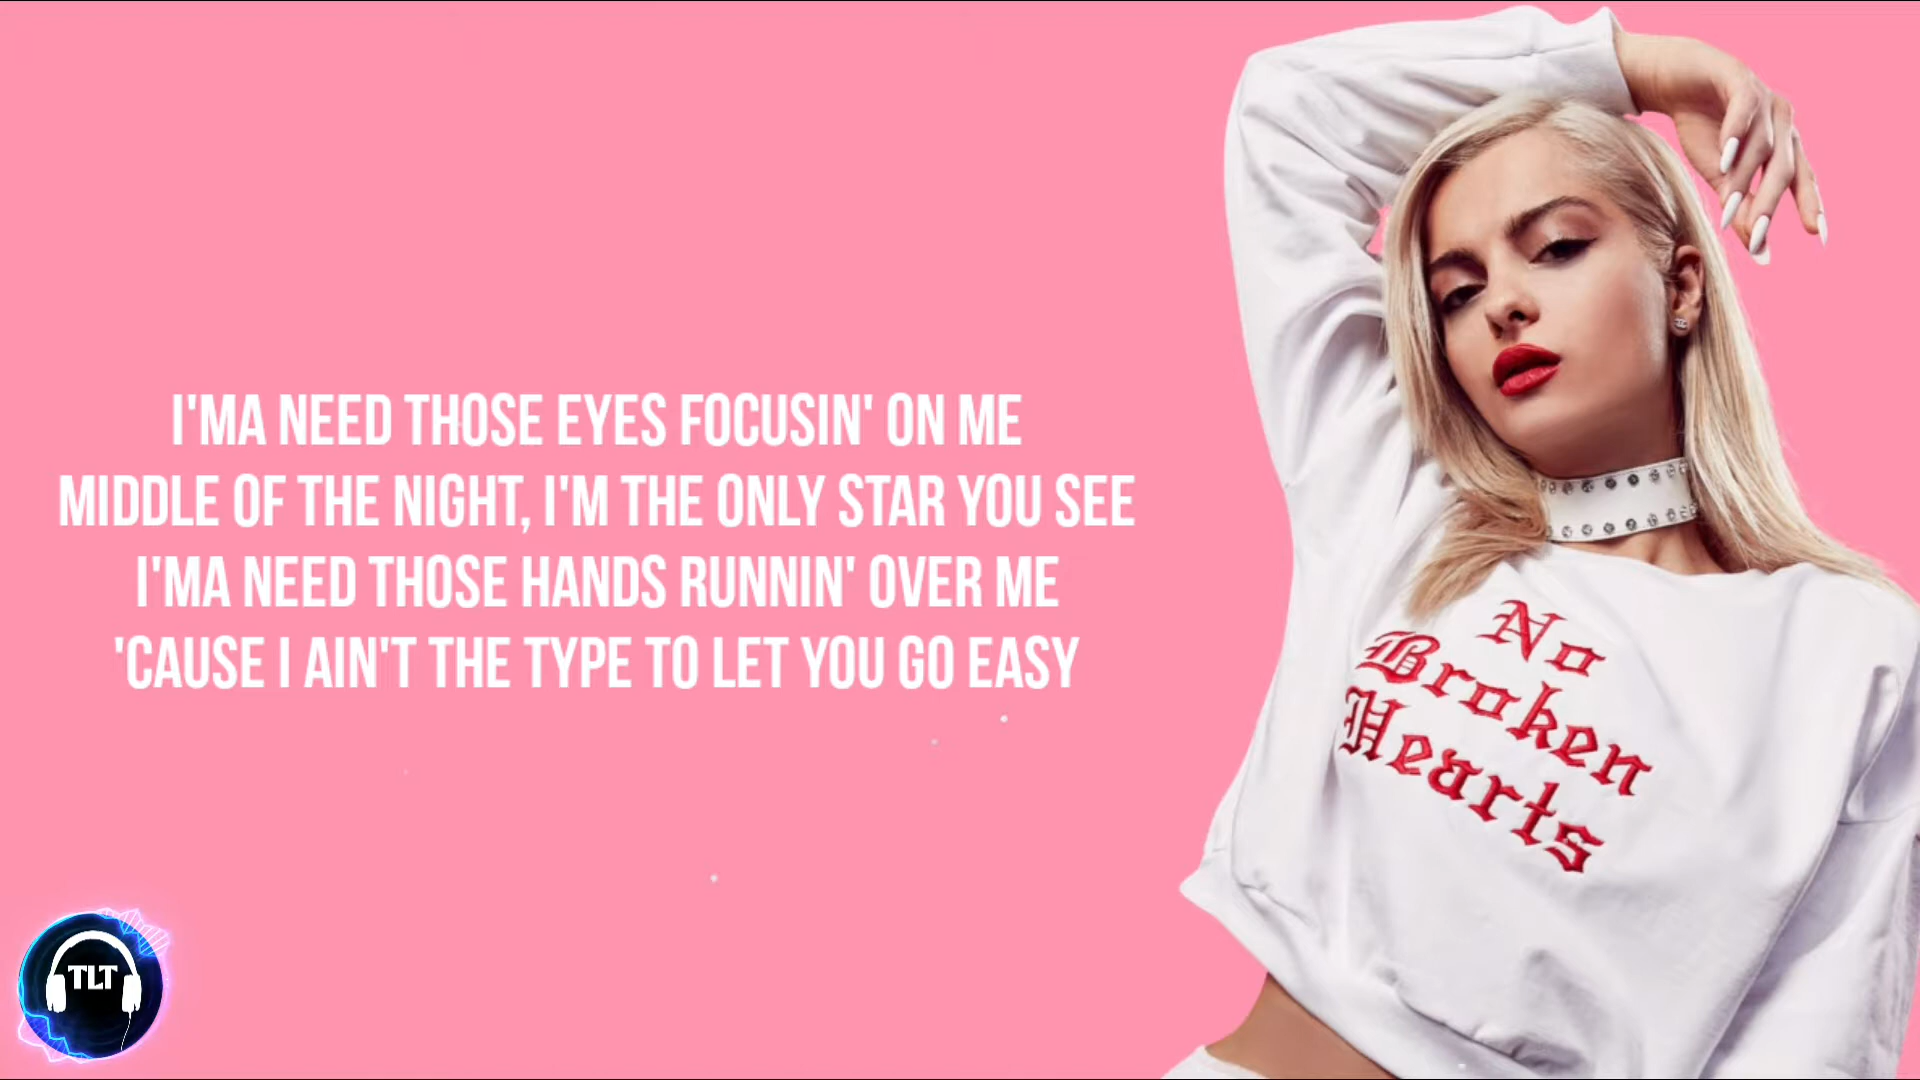 I'MA NEED THOSE EYES FOCUSIN' ON ME
MIDDLE OF THE NIGHT, I'M THE ONLY STAR YOU SEE
I'MA NEED THOSE HANDS RUNNIN' OVER ME
'CAUSE I AIN'T THE TYPE TO LET YOU GO EASY
No
Broken
Hearts
TLT